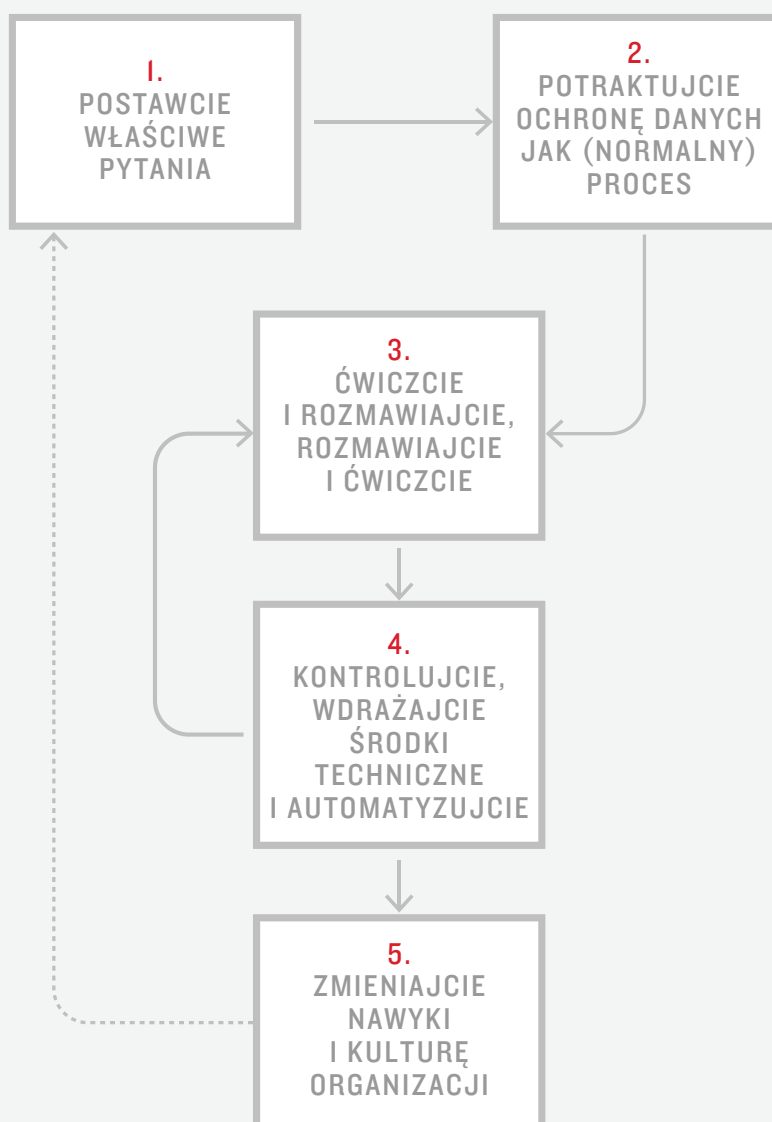 1.
POSTAWCIE
WŁAŚCIWE
PYTANIA
2.
POTRAKTUJCIE
OCHRONĘ DANYCH
JAK (NORMALNY)
PROCES
3.
ĆWICZCIE
I ROZMAWIAJCIE,
ROZMAWIAJCIE
I ĆWICZCIE
4.
KONTROLUJCIE,
WDRAŻAJCIE
ŚRODKI
TECHNICZNE
I AUTOMATYZUJCIE
5.
ZMIENIAJCIE
NAWYKI
I KULTURĘ
ORGANIZACJI